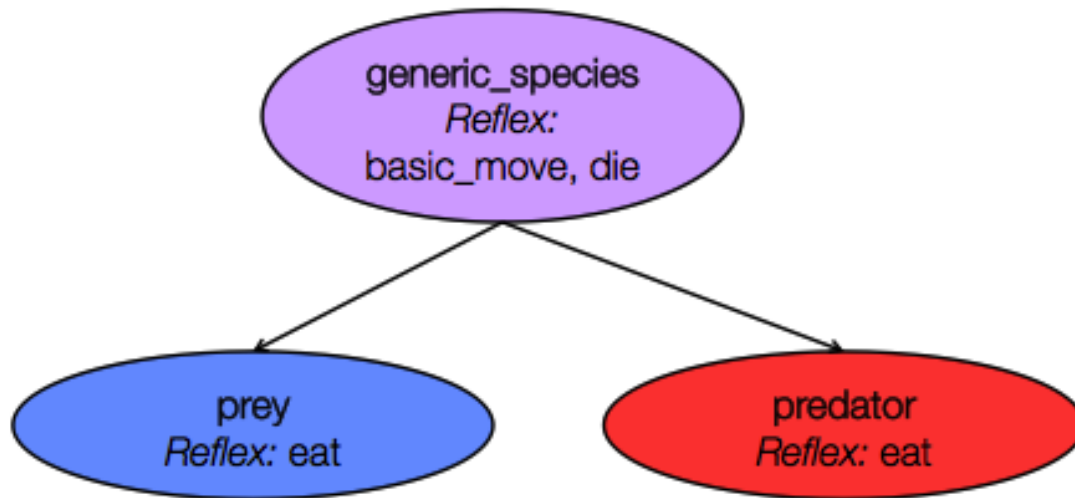 generic_species
Reflex:
basic_move, die
prey
Reflex: eat
predator
Reflex: eat